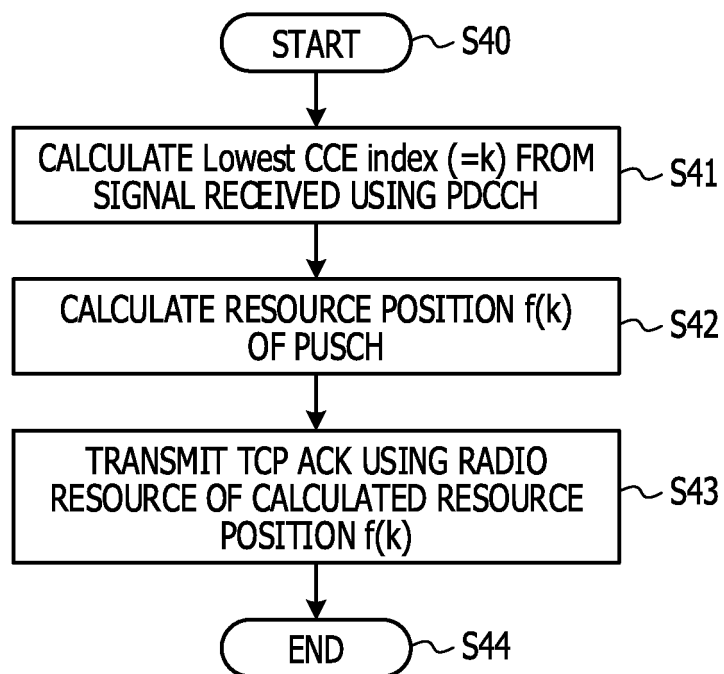 START
S40
CALCULATE Lowest CCE index (=k) FROM
SIGNAL RECEIVED USING PDCCH
S41
CALCULATE RESOURCE POSITION f(k)
OF PUSCH
S42
TRANSMIT TCP ACK USING RADIO
RESOURCE OF CALCULATED RESOURCE
POSITION f(k)
S43
END
S44